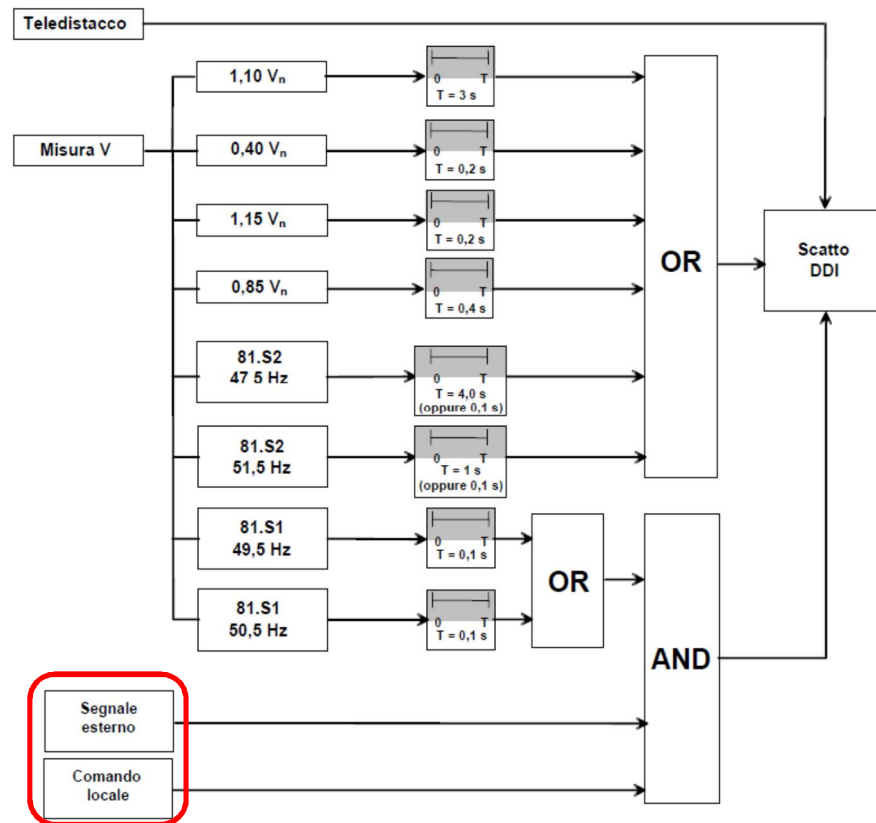 Teledistacco
1,10 Vn
0 T
T = 3 s
Misura V
0,40 Vn
0 T
T = 0,2 s
1,15 Vn
0 T
T = 0,2 s
OR
Scatto
DDI
0,85 Vn
0 T
T = 0,4 s
81.S2
47 5 Hz
0 T
T = 4,0 s
(oppure 0,1 s)
81.S2
51,5 Hz
0 T
T = 1 s
(oppure 0,1 s)
81.S1
49,5 Hz
0 T
T = 0,1 s
OR
81.S1
50,5 Hz
0 T
T = 0,1 s
AND
Segnale
esterno
Comando
locale